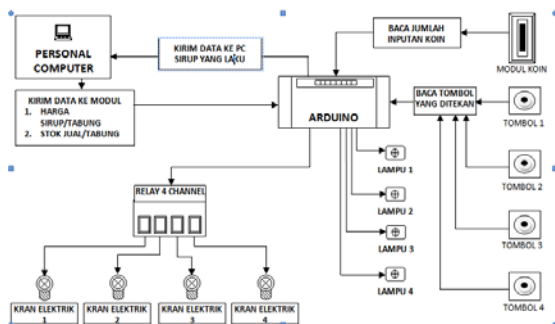 PERSONAL
COMPUTER
KIRIM DATA KE PC
SIRUP YANG LAKU
BACA JUMLAH
INPUTAN KOIN
MODUL KOIN
KIRIM DATA KE MODUL
1. HARGA
SIRUP/TABUNG
2. STOK JUAL/TABUNG
ARDUINO
BACA TOMBOL
YANG DITEKAN
TOMBOL 1
LAMPU 1
TOMBOL 2
RELAY 4 CHANNEL
LAMPU 2
LAMPU 3
TOMBOL 3
LAMPU 4
TOMBOL 4
KRAN ELEKTRIK
1
KRAN ELEKTRIK
2
KRAN ELEKTRIK
3
KRAN ELEKTRIK
4